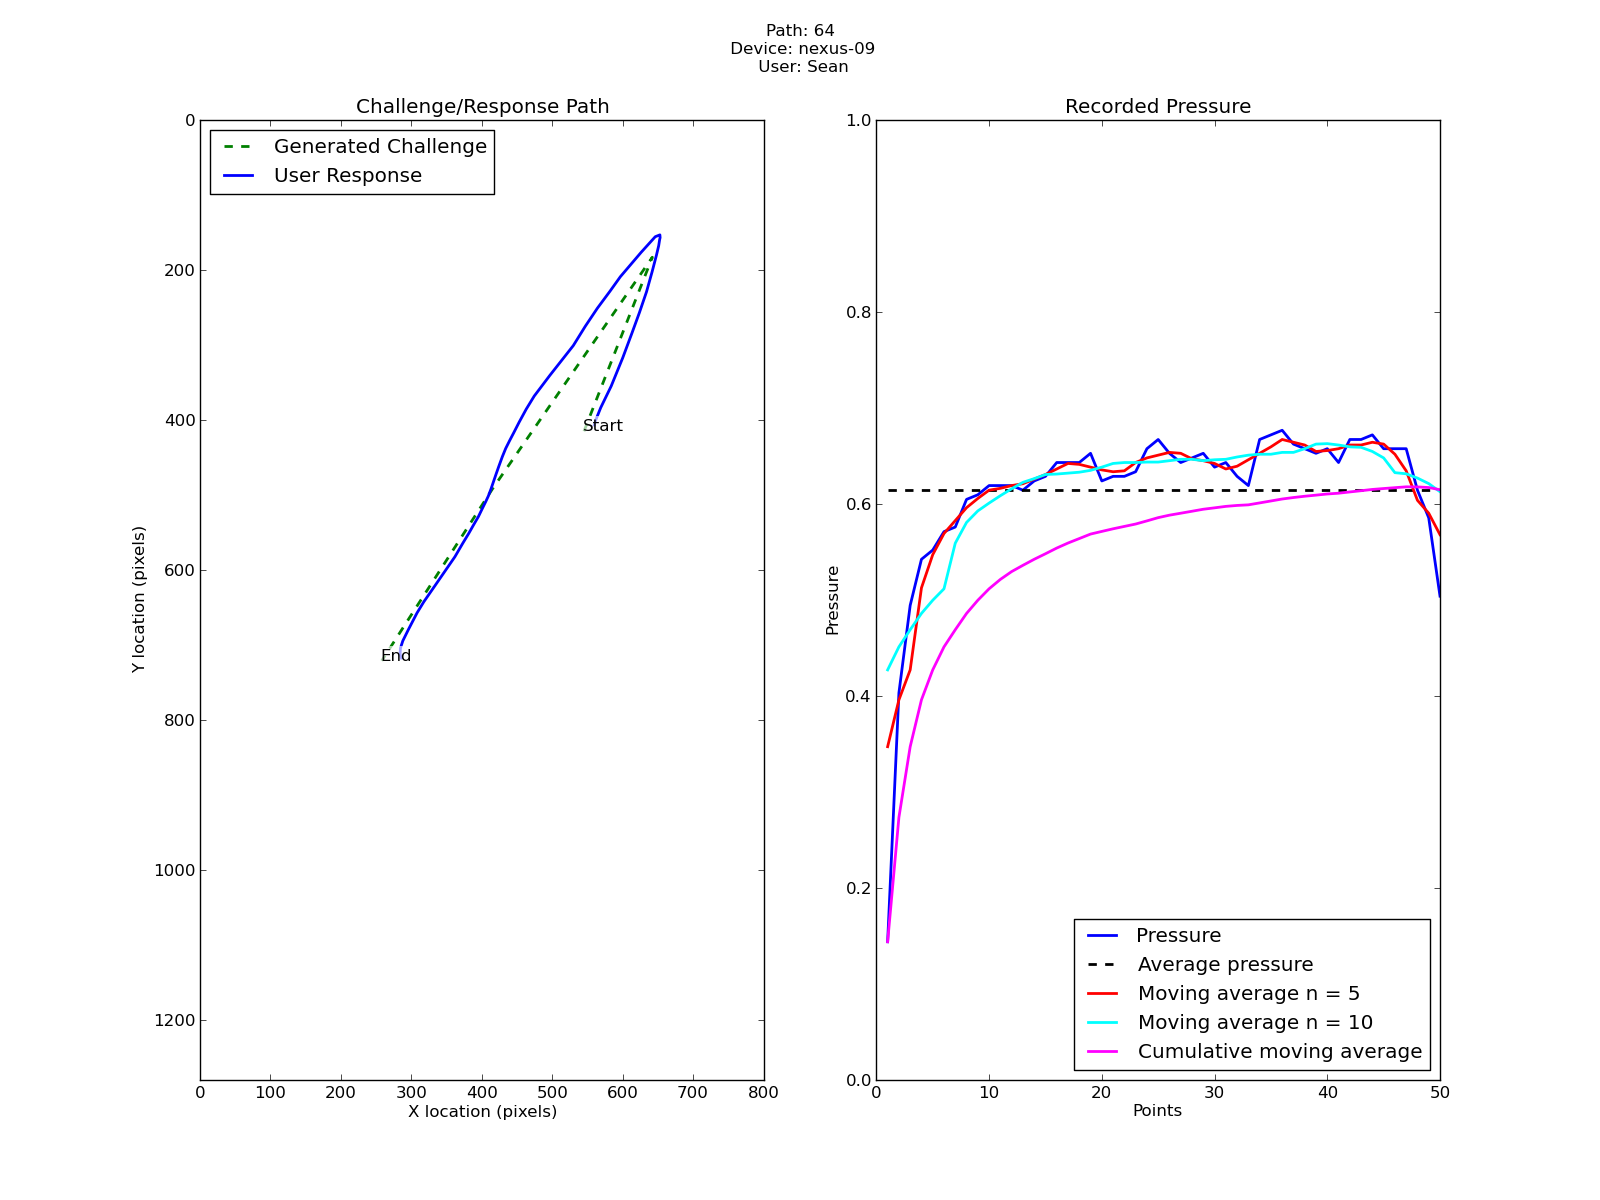 Path: 64
Device: nexus-09
User: Sean
Challenge/Response Path
Generated Challenge
User Response
Start
End
0
200
400
600
800
1000
1200
Y location (pixels)
0 100 200 300 400 500 600 700 800
X location (pixels)
Recorded Pressure
1.0
0.8
0.6
0.4
0.2
0.0
Pressure
Pressure
Average pressure
Moving average n = 5
Moving average n = 10
Cumulative moving average
0 10 20 30 40 50
Points